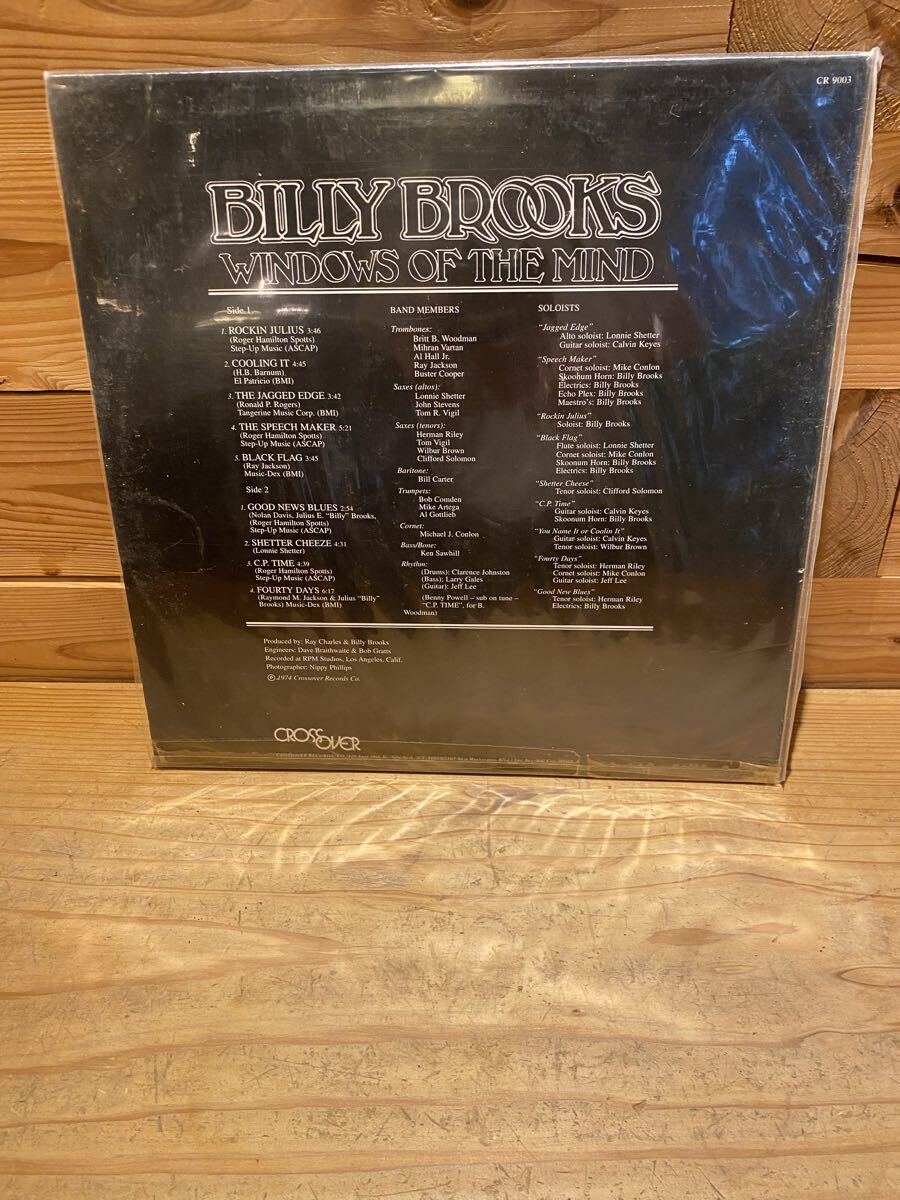 CR 9003
BILLY BROOKS
WINDOWS OF THE MIND
Side 1
1. ROCKIN JULIUS 3:46
(Roger Hamilton Spotts)
Step-Up Music (ASCAP)
2. COOLING IT 4:45
(H.B. Barnum)
El Patricio (BMI)
3. THE JAGGED EDGE 3:42
(Ronald P. Rogers)
Tangerine Music Corp. (BMI)
4. THE SPEECH MAKER 5:21
(Roger Hamilton Spotts)
Step-Up Music (ASCAP)
5. BLACK FLAG 3:45
(Ray Jackson)
Music-Dex (BMI)
Side 2
1. GOOD NEWS BLUES 2:54
(Nolan Davis, Julius E. "Billy" Brooks,
(Roger Hamilton Spotts)
Step-Up Music (ASCAP)
2. SHETTER CHEEZE 4:31
(Lonnie Shetter)
3. C.P. TIME 4:39
(Roger Hamilton Spotts)
Step-Up Music (ASCAP)
4. FOURTY DAYS 6:17
(Raymond M. Jackson & Julius "Billy"
Brooks) Music-Dex (BMI)
BAND MEMBERS
Trombones:
Britt B. Woodman
Mihran Vartan
Al Hall Jr.
Ray Jackson
Buster Cooper
Saxes (altos):
Lonnie Shetter
John Stevens
Tom R. Vigil
Saxes (tenors):
Herman Riley
Tom Vigil
Wilbur Brown
Clifford Solomon
Baritone:
Bill Carter
Trumpets:
Bob Comden
Mike Artega
Al Gottlieb
Cornet:
Michael J. Conlon
Bass/Bone:
Ken Sawhill
Rhythm:
(Drums): Clarence Johnston
(Bass): Larry Gales
(Guitar): Jeff Lee
(Benny Powell – sub on tune –
"C.P. TIME", for B.
Woodman)
SOLOISTS
"Jagged Edge"
Alto soloist: Lonnie Shetter
Guitar soloist: Calvin Keyes
"Speech Maker"
Cornet soloist: Mike Conlon
Skoonum Horn: Billy Brooks
Electrics: Billy Brooks
Echo Plex: Billy Brooks
Maestro's: Billy Brooks
"Rockin Julius"
Soloist: Billy Brooks
"Black Flag"
Flute soloist: Lonnie Shetter
Cornet soloist: Mike Conlon
Skoonum Horn: Billy Brooks
Electrics: Billy Brooks
"Shetter Cheese"
Tenor soloist: Clifford Solomon
"C.P. Time"
Guitar soloist: Calvin Keyes
Skoonum Horn: Billy Brooks
"You Name It or Coolin It"
Guitar soloist: Calvin Keyes
Tenor soloist: Wilbur Brown
"Fourty Days"
Tenor soloist: Herman Riley
Cornet soloist: Mike Conlon
Guitar soloist: Jeff Lee
"Good New Blues"
Tenor soloist: Herman Riley
Electrics: Billy Brooks
Produced by: Ray Charles & Billy Brooks
Engineers: Dave Braithwaite & Bob Gratts
Recorded at RPM Studios, Los Angeles, Calif.
Photographer: Nippy Phillips
℗ 1974 Crossover Records Co.
CROSSOVER